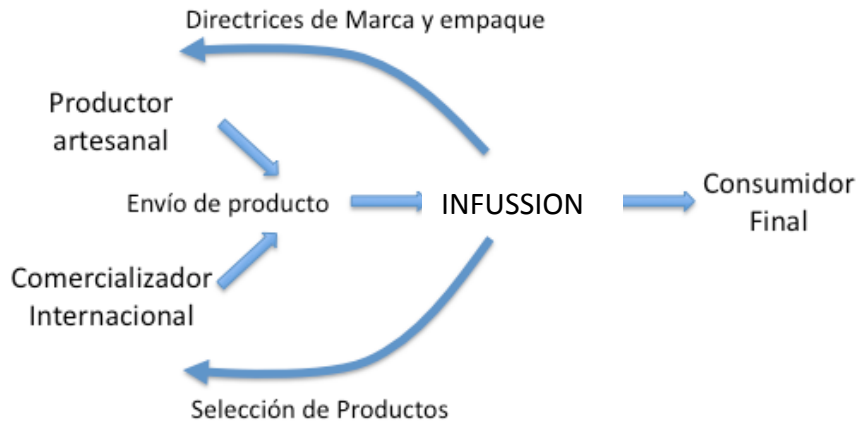 Directrices de Marca y empaque
Productor
artesanal
Envío de producto
INFUSSION
Consumidor
Final
Comercializador
Internacional
Selección de Productos